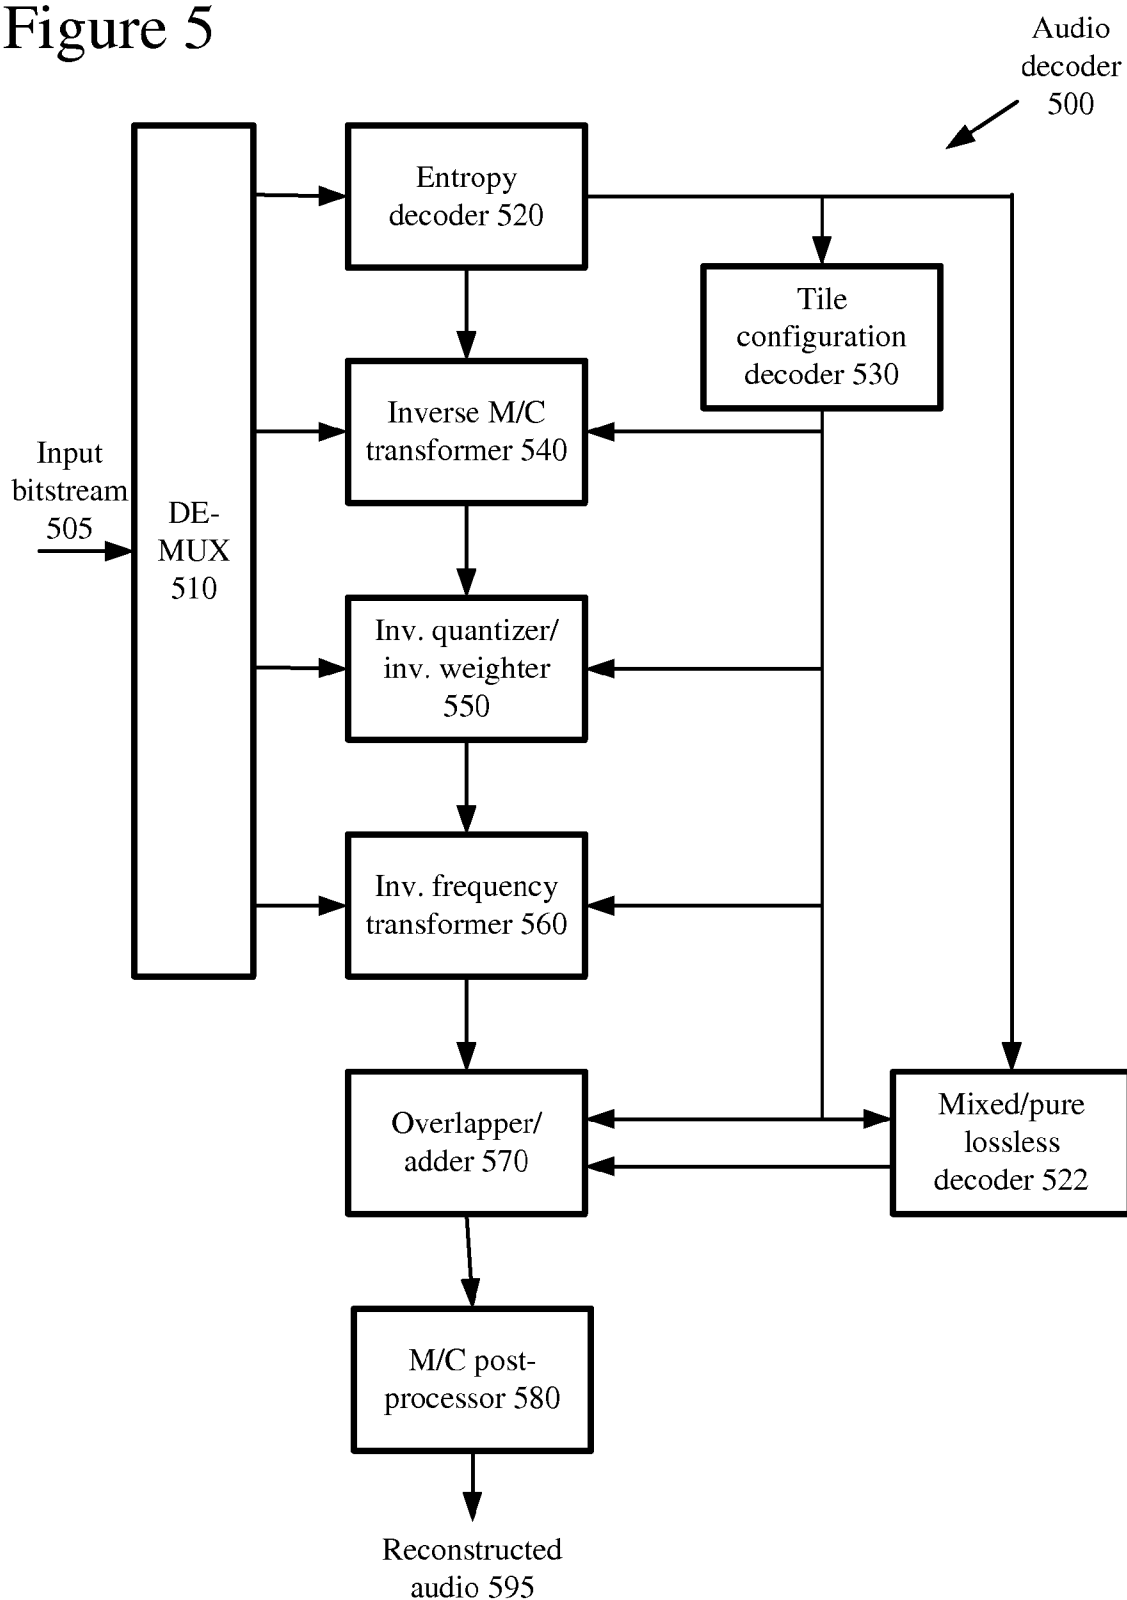 Figure 5
Audio
decoder
500
Entropy
decoder 520
Tile
configuration
decoder 530
Inverse M/C
transformer 540
Input
bitstream
505
DE-
MUX
510
Inv. quantizer/
inv. weighter
550
Inv. frequency
transformer 560
Overlapper/
adder 570
Mixed/pure
lossless
decoder 522
M/C post-
processor 580
Reconstructed
audio 595